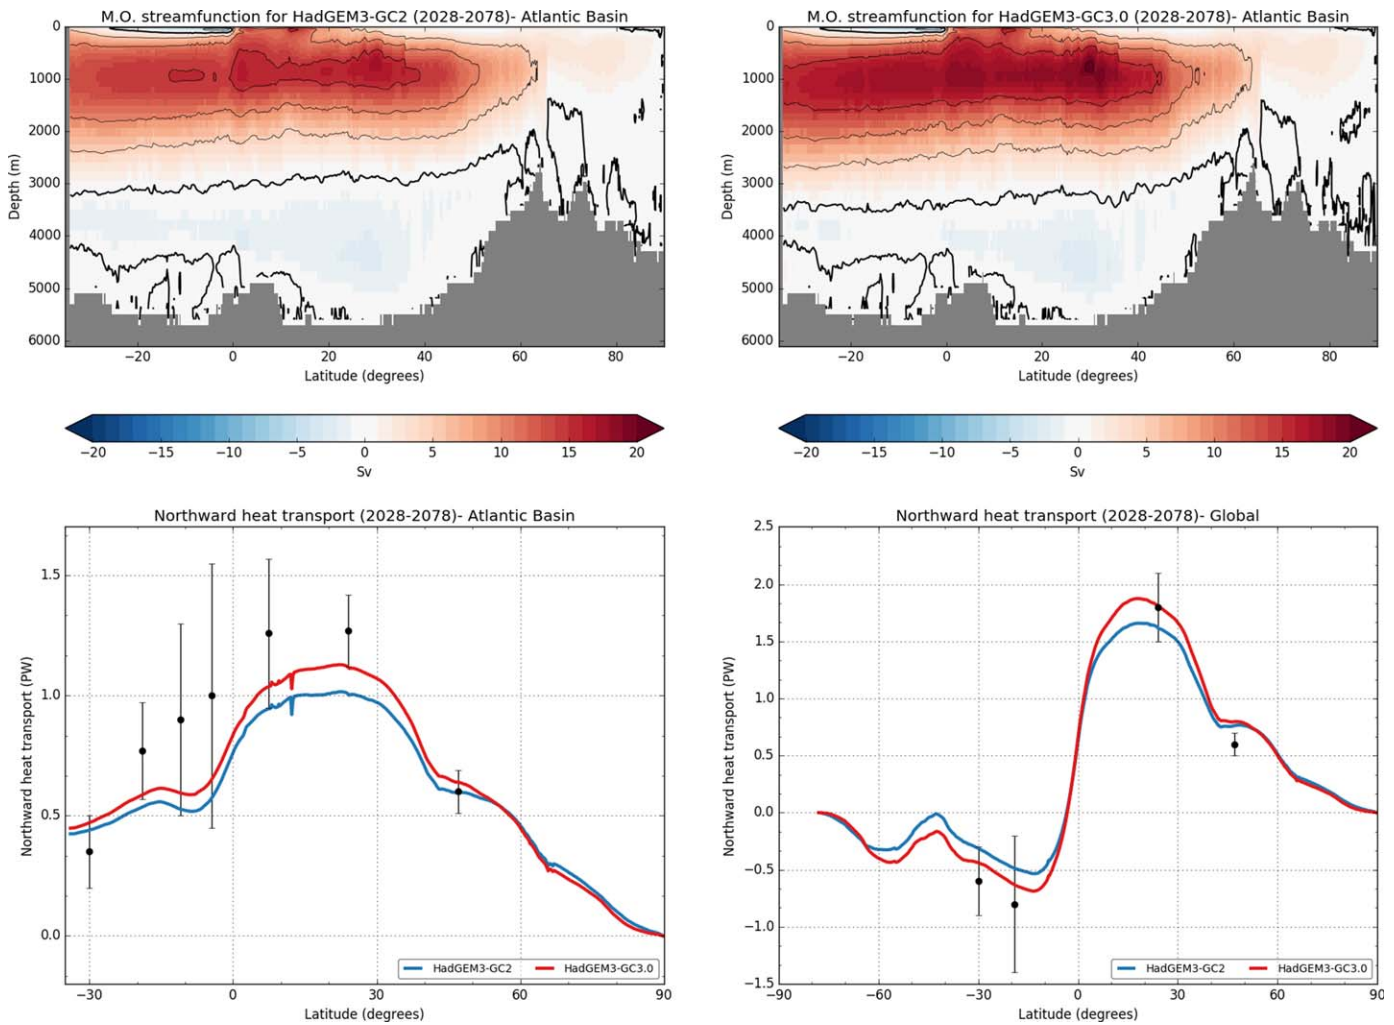 M.O. streamfunction for HadGEM3-GC2 (2028-2078)- Atlantic Basin
0
1000
2000
3000
4000
5000
6000
Depth (m)
−20 0 20 40 60 80
Latitude (degrees)
−20 −15 −10 −5 0 5 10 15 20
Sv
M.O. streamfunction for HadGEM3-GC3.0 (2028-2078)- Atlantic Basin
0
1000
2000
3000
4000
5000
6000
Depth (m)
−20 0 20 40 60 80
Latitude (degrees)
−20 −15 −10 −5 0 5 10 15 20
Sv
Northward heat transport (2028-2078)- Atlantic Basin
1.5
1.0
0.5
0.0
Northward heat transport (PW)
HadGEM3-GC2 HadGEM3-GC3.0
−30 0 30 60 90
Latitude (degrees)
Northward heat transport (2028-2078)- Global
2.5
2.0
1.5
1.0
0.5
0.0
−0.5
−1.0
−1.5
Northward heat transport (PW)
HadGEM3-GC2 HadGEM3-GC3.0
−90 −60 −30 0 30 60 90
Latitude (degrees)